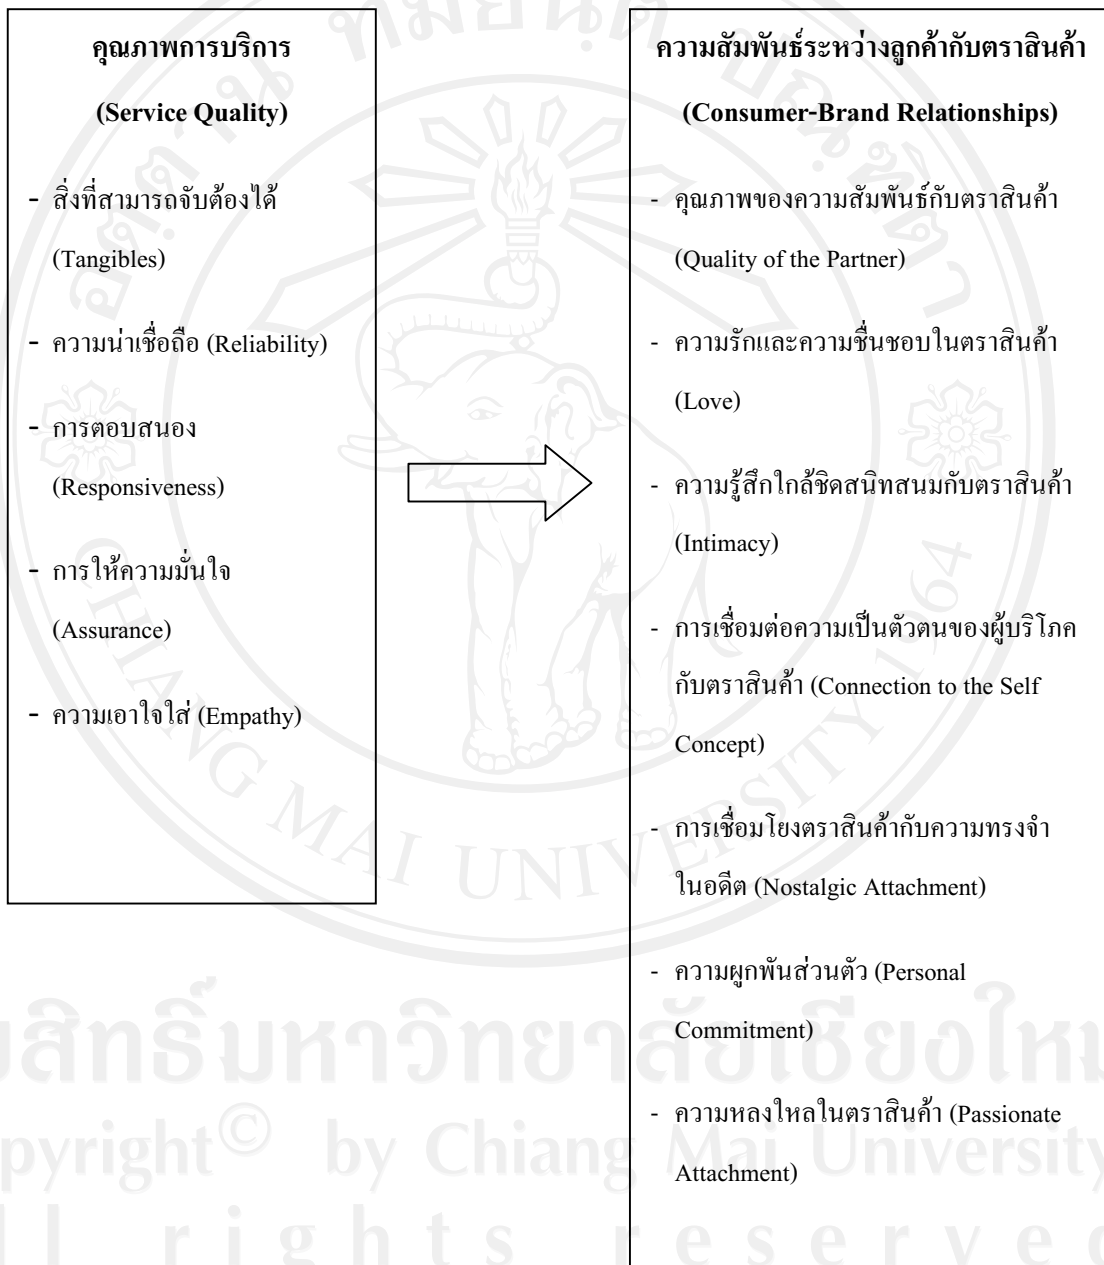 คุณภาพการบริการ
(Service Quality)
- สิ่งที่สามารถจับต้องได้
(Tangibles)
- ความน่าเชื่อถือ (Reliability)
- การตอบสนอง
(Responsiveness)
- การให้ความมั่นใจ
(Assurance)
- ความเอาใจใส่ (Empathy)
ความสัมพันธ์ระหว่างลูกค้ากับตราสินค้า
(Consumer-Brand Relationships)
- คุณภาพของความสัมพันธ์กับตราสินค้า
(Quality of the Partner)
- ความรักและความชื่นชอบในตราสินค้า
(Love)
- ความรู้สึกใกล้ชิดสนิทสนมกับตราสินค้า
(Intimacy)
- การเชื่อมต่อความเป็นตัวตนของผู้บริโภค
กับตราสินค้า (Connection to the Self
Concept)
- การเชื่อมโยงตราสินค้ากับความทรงจำ
ในอดีต (Nostalgic Attachment)
- ความผูกพันส่วนตัว (Personal
Commitment)
- ความหลงใหลในตราสินค้า (Passionate
Attachment)
CHIANG MAI UNIVERSITY 1964
สิทธิ์มหาวิทยาลัยเชียงให
pyright© by Chiang Mai University
l l r i g h t s r e s e r v e